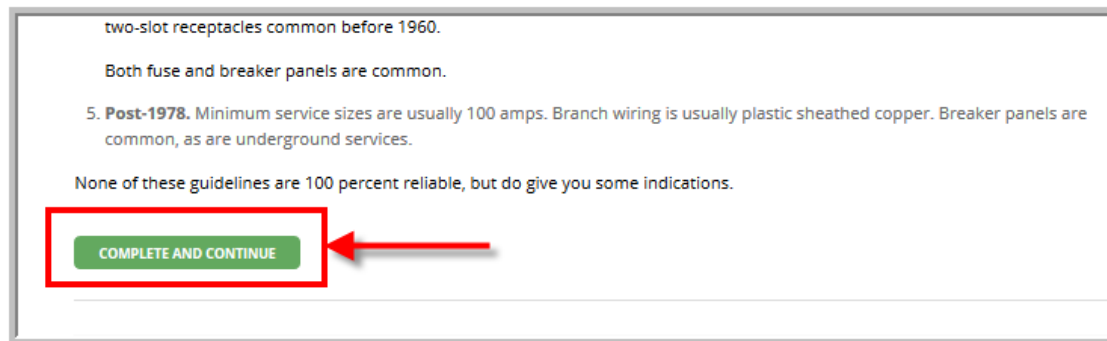 two-slot receptacles common before 1960.
Both fuse and breaker panels are common.
5. Post-1978. Minimum service sizes are usually 100 amps. Branch wiring is usually plastic sheathed copper. Breaker panels are
common, as are underground services.
None of these guidelines are 100 percent reliable, but do give you some indications.
COMPLETE AND CONTINUE